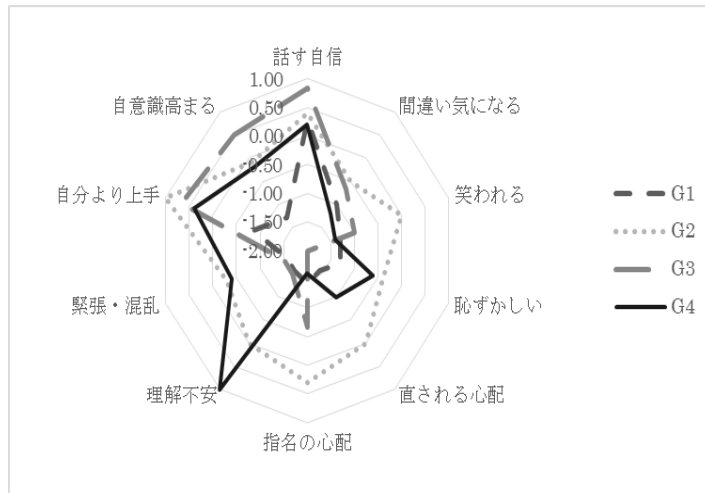 話す自信
間違い気になる
笑われる
恥ずかしい
直される心配
指名の心配
理解不安
緊張・混乱
自分より上手
自意識高まる
1.00
0.50
0.00
-0.50
-1.00
-1.50
-2.00
G1
G2
G3
G4